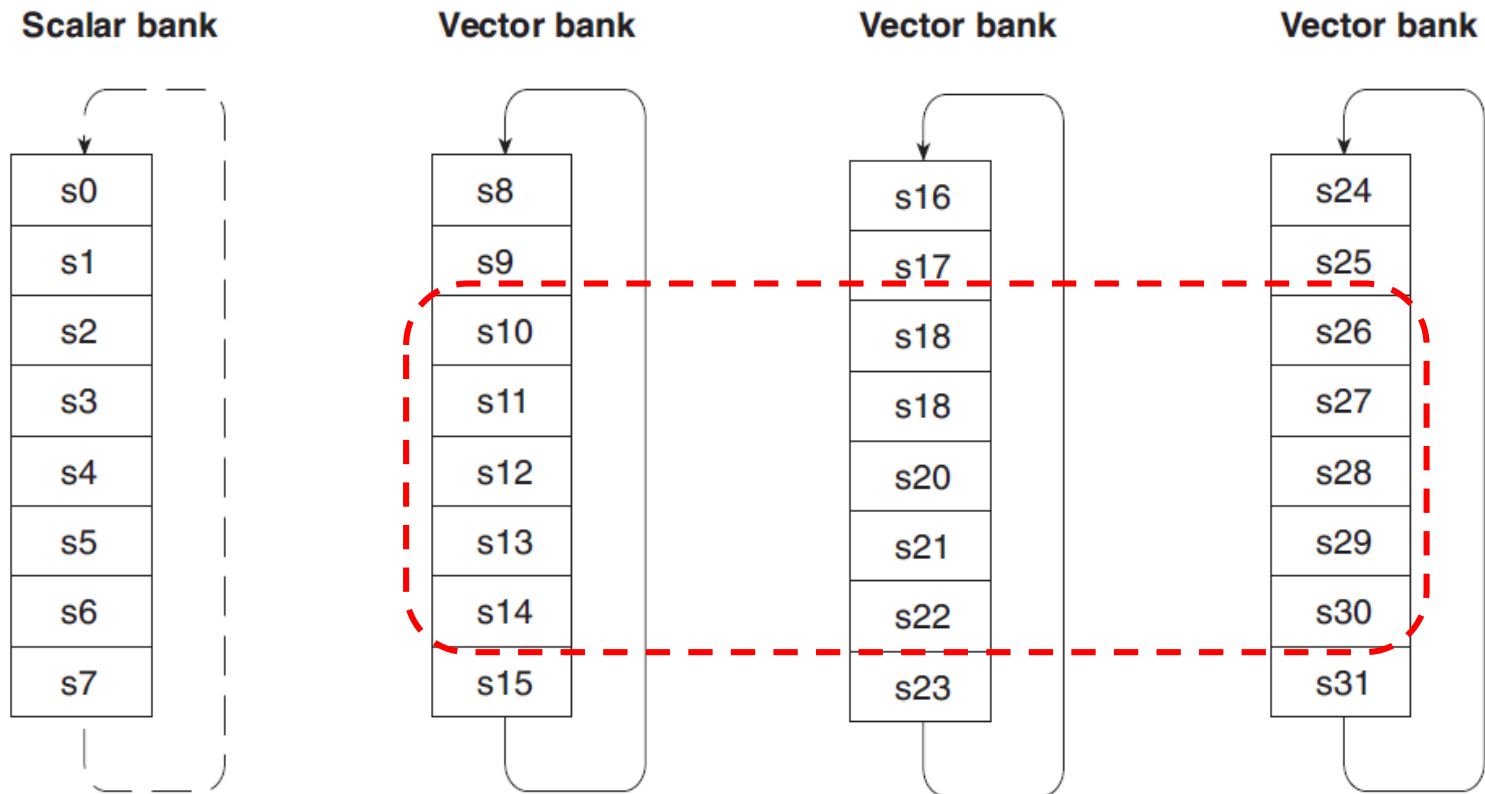 Scalar bank Vector bank Vector bank Vector bank
s0 s8 s16 s24
s1 s9 s17 s25
s2 s10 s18 s26
s3 s11 s18 s27
s4 s12 s20 s28
s5 s13 s21 s29
s6 s14 s22 s30
s7 s15 s23 s31